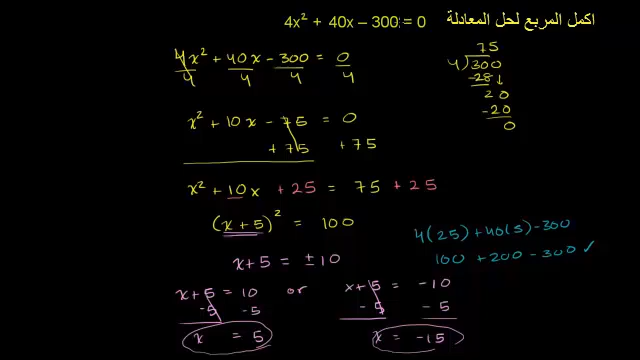 4x² + 40x – 300 = 0 اكمل المربع لحل المعادلة
4x²/4 + 40x/4 - 300/4 = 0/4
75
4) 300
-28↓
20
-20
0
x² + 10x - 75 = 0
+75 +75
x² + 10x +25 = 75 +25
(x + 5)² = 100
4(25) + 40(5) - 300
100 + 200 - 300 ✓
x+5 = ±10
x+5 = 10 or x+5 = -10
-5 -5 -5 -5
x = 5 x = -15